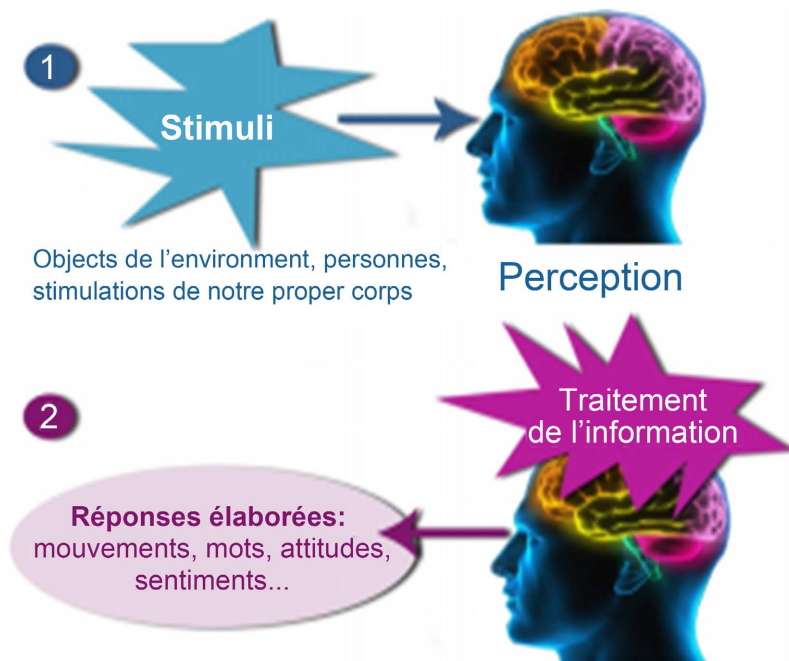 1
Stimuli
Objects de l’environment, personnes,
stimulations de notre proper corps
Perception
2
Traitement
de l’information
Réponses élaborées:
mouvements, mots, attitudes,
sentiments...